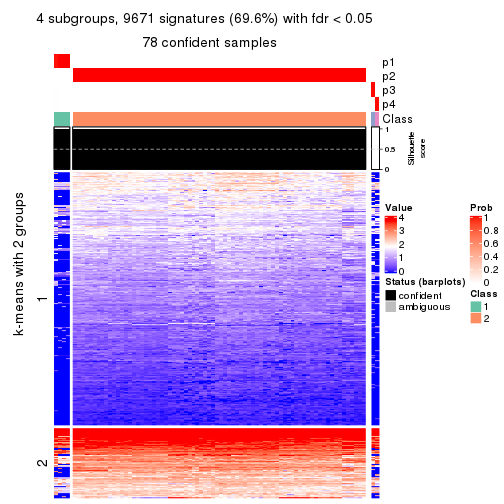 4 subgroups, 9671 signatures (69.6%) with fdr < 0.05
78 confident samples
p1
p2
p3
p4
Class
1
0.5
0
Silhouette
score
k-means with 2 groups
1
2
Value
4
3
2
1
0
Status (barplots)
confident
ambiguous
Prob
1
0.8
0.6
0.4
0.2
0
Class
1
2